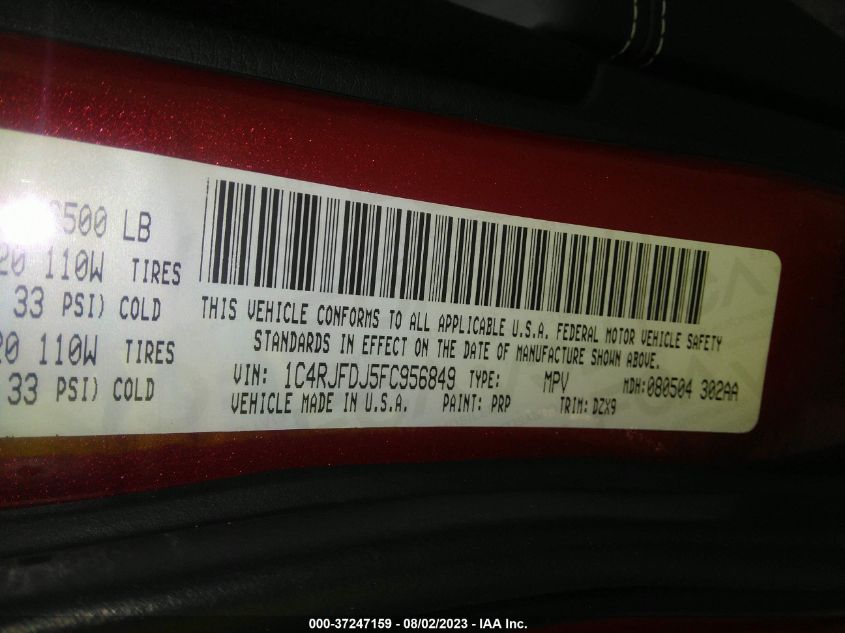 500 LB
20 110W TIRES
33 PSI) COLD
20 110W TIRES
33 PSI) COLD
THIS VEHICLE CONFORMS TO ALL APPLICABLE U.S.A. FEDERAL MOTOR VEHICLE SAFETY
STANDARDS IN EFFECT ON THE DATE OF MANUFACTURE SHOWN ABOVE.
VIN: 1C4RJFDJ5FC956849 TYPE: MPV MDH: 080504 302AA
VEHICLE MADE IN U.S.A. PAINT: PRP TRIM: DZX9
000-37247159 - 08/02/2023 - IAA Inc.